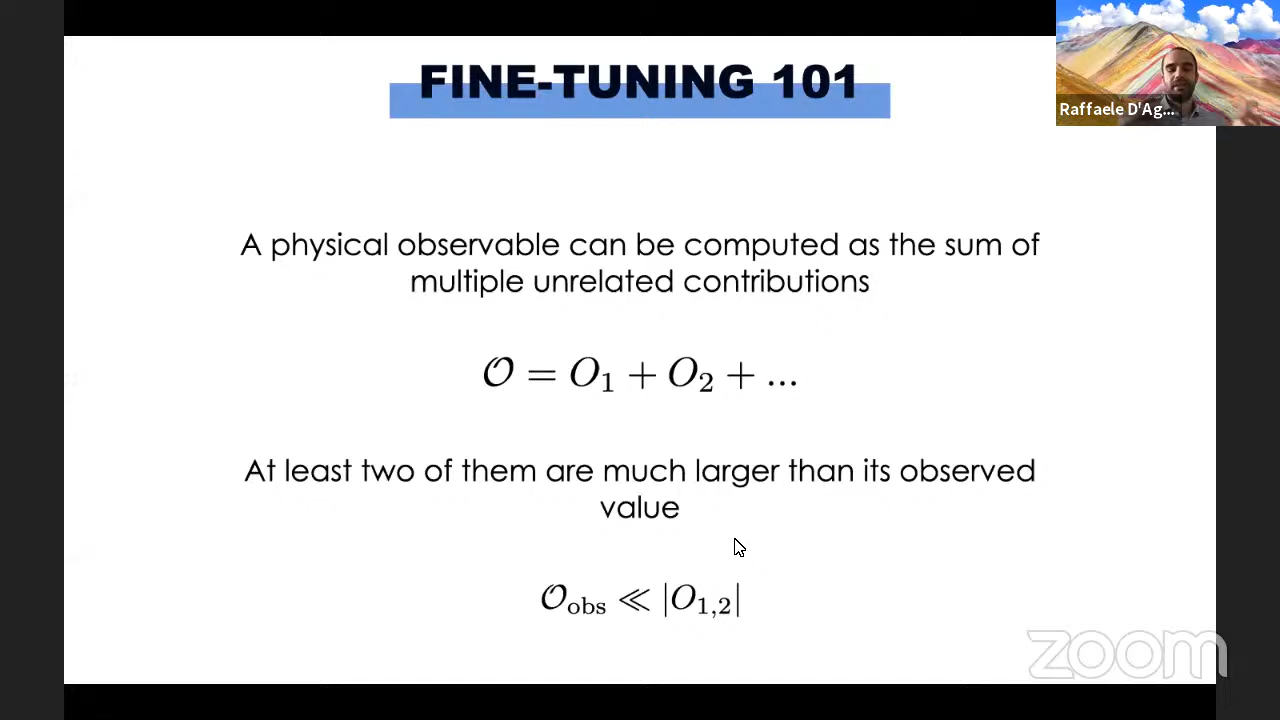 FINE-TUNING 101
Raffaele D'Ag...
A physical observable can be computed as the sum of
multiple unrelated contributions
𝒪 = O₁ + O₂ + ...
At least two of them are much larger than its observed
value
𝒪_obs ≪ |O₁,₂|
zoom